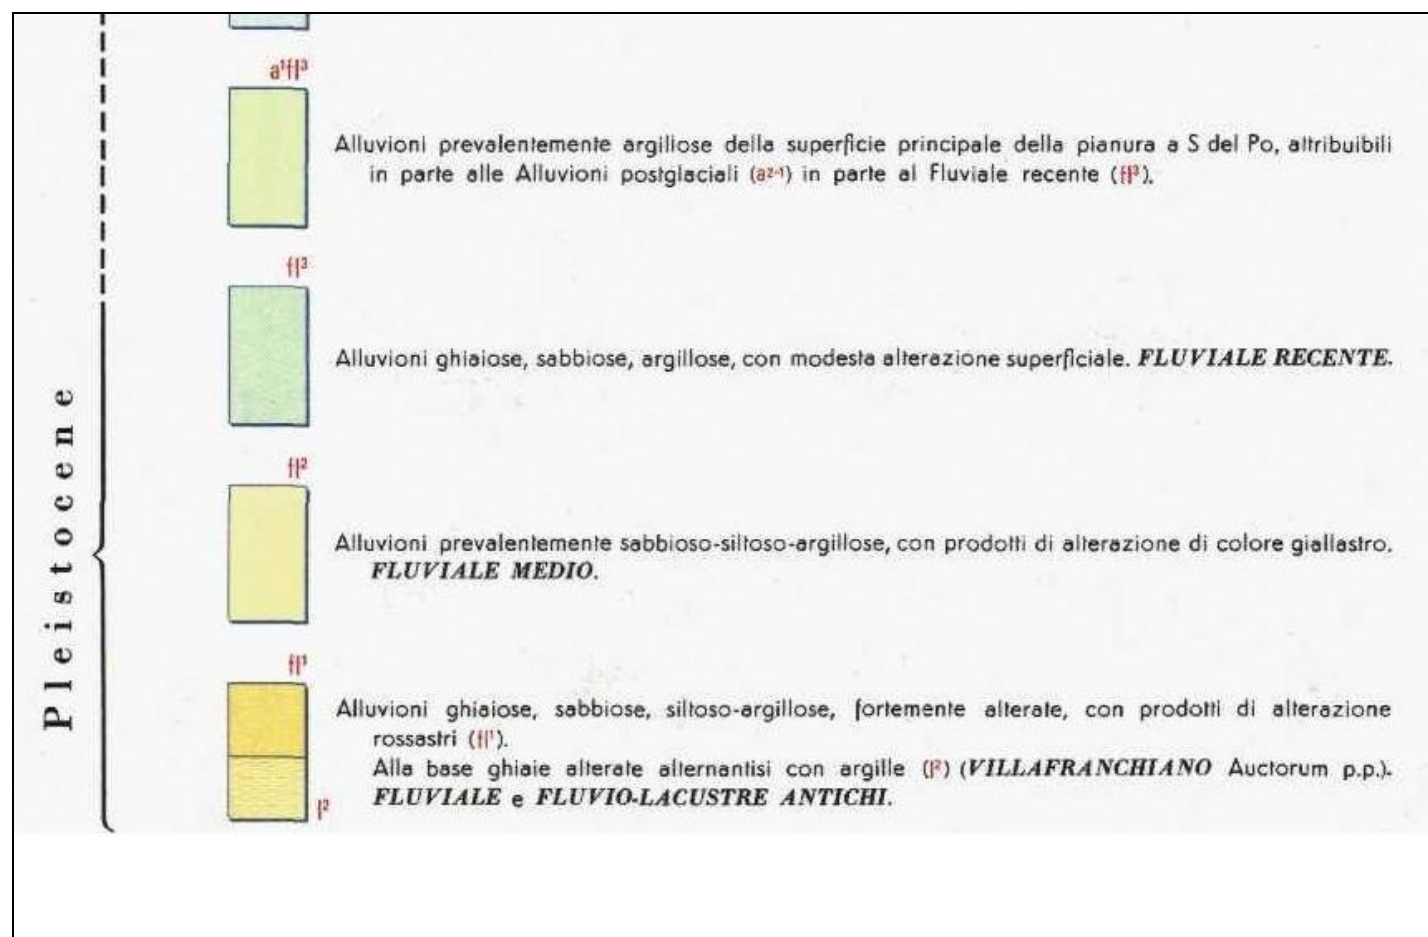 a¹fl³
Alluvioni prevalentemente argillose della superficie principale della pianura a S del Po, attribuibili
in parte alle Alluvioni postglaciali (a²⁻¹) in parte al Fluviale recente (fl³).
fl³
Alluvioni ghiaiose, sabbiose, argillose, con modesta alterazione superficiale. FLUVIALE RECENTE.
fl²
Alluvioni prevalentemente sabbioso-siltoso-argillose, con prodotti di alterazione di colore giallastro.
FLUVIALE MEDIO.
fl¹
Alluvioni ghiaiose, sabbiose, siltoso-argillose, fortemente alterate, con prodotti di alterazione
rossastri (fl¹).
Alla base ghiaie alterate alternantisi con argille (l²) (VILLAFRANCHIANO Auctorum p.p.).
FLUVIALE e FLUVIO-LACUSTRE ANTICHI.
l²
Pleistocene